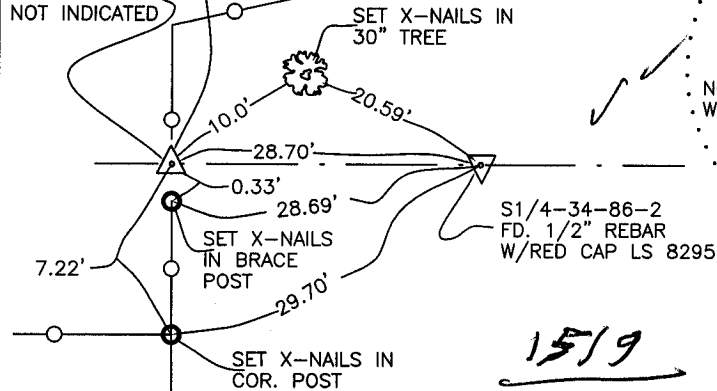 NOT INDICATED
SET X-NAILS IN
30" TREE
10.0'
20.59'
28.70'
0.33'
28.69'
SET X-NAILS
IN BRACE
POST
7.22'
29.70'
S1/4-34-86-2
FD. 1/2" REBAR
W/RED CAP LS 8295
SET X-NAILS IN
COR. POST
1519